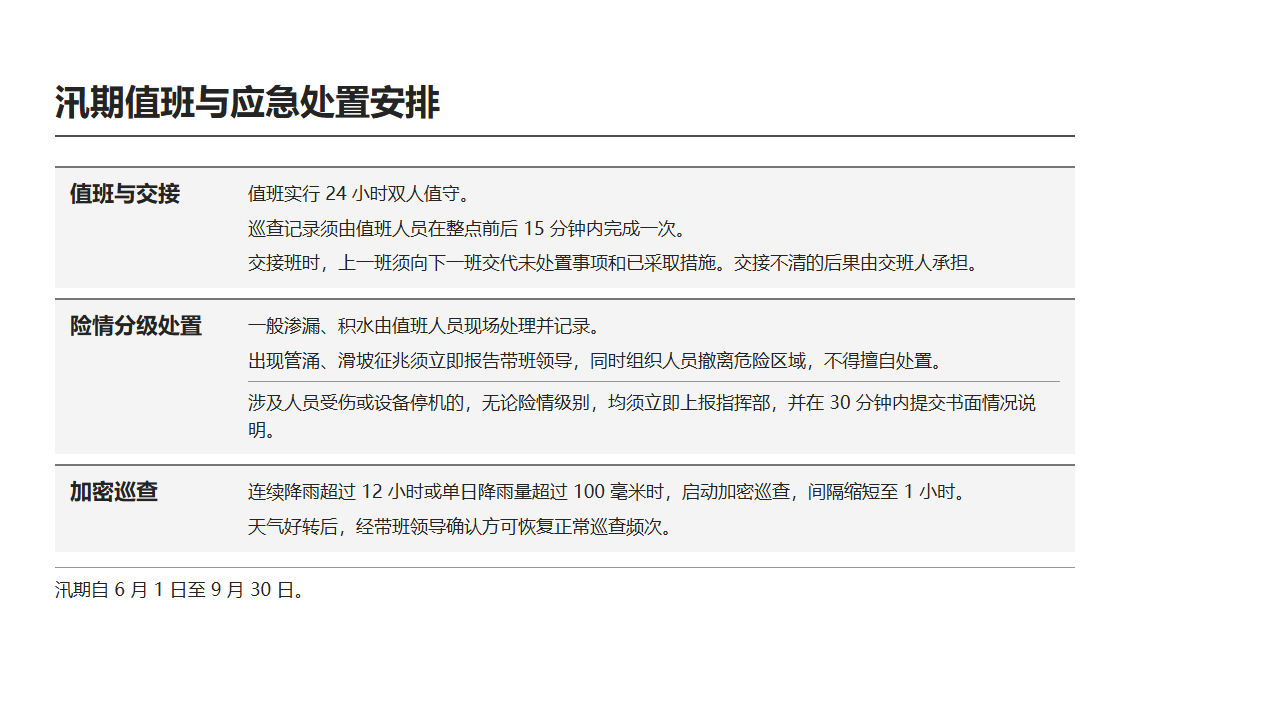 汛期值班与应急处置安排
值班与交接
值班实行 24 小时双人值守。
巡查记录须由值班人员在整点前后 15 分钟内完成一次。
交接班时，上一班须向下一班交代未处置事项和已采取措施。交接不清的后果由交班人承担。
险情分级处置
一般渗漏、积水由值班人员现场处理并记录。
出现管涌、滑坡征兆须立即报告带班领导，同时组织人员撤离危险区域，不得擅自处置。
涉及人员受伤或设备停机的，无论险情级别，均须立即上报指挥部，并在 30 分钟内提交书面情况说
明。
加密巡查
连续降雨超过 12 小时或单日降雨量超过 100 毫米时，启动加密巡查，间隔缩短至 1 小时。
天气好转后，经带班领导确认方可恢复正常巡查频次。
汛期自 6 月 1 日至 9 月 30 日。